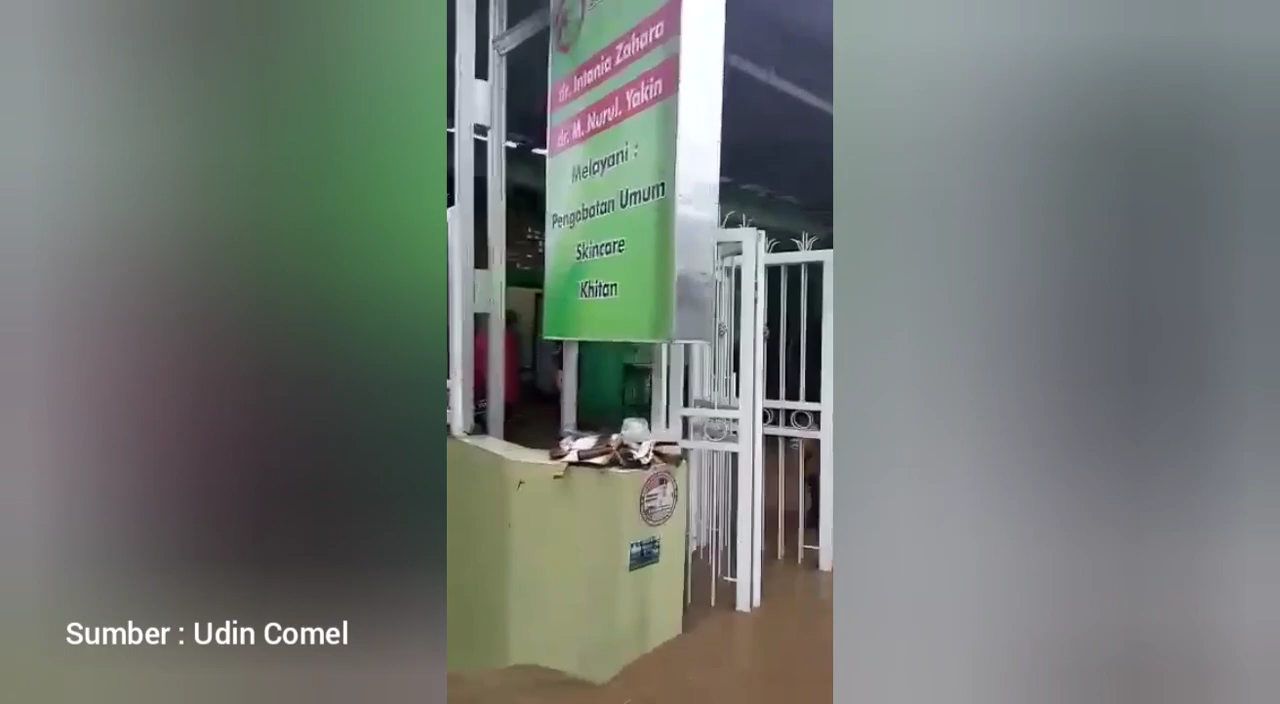 dr. Intania Zahara
dr. M. Nurul. Yakin
Melayani :
Pengobatan Umum
Skincare
Khitan
Sumber : Udin Comel